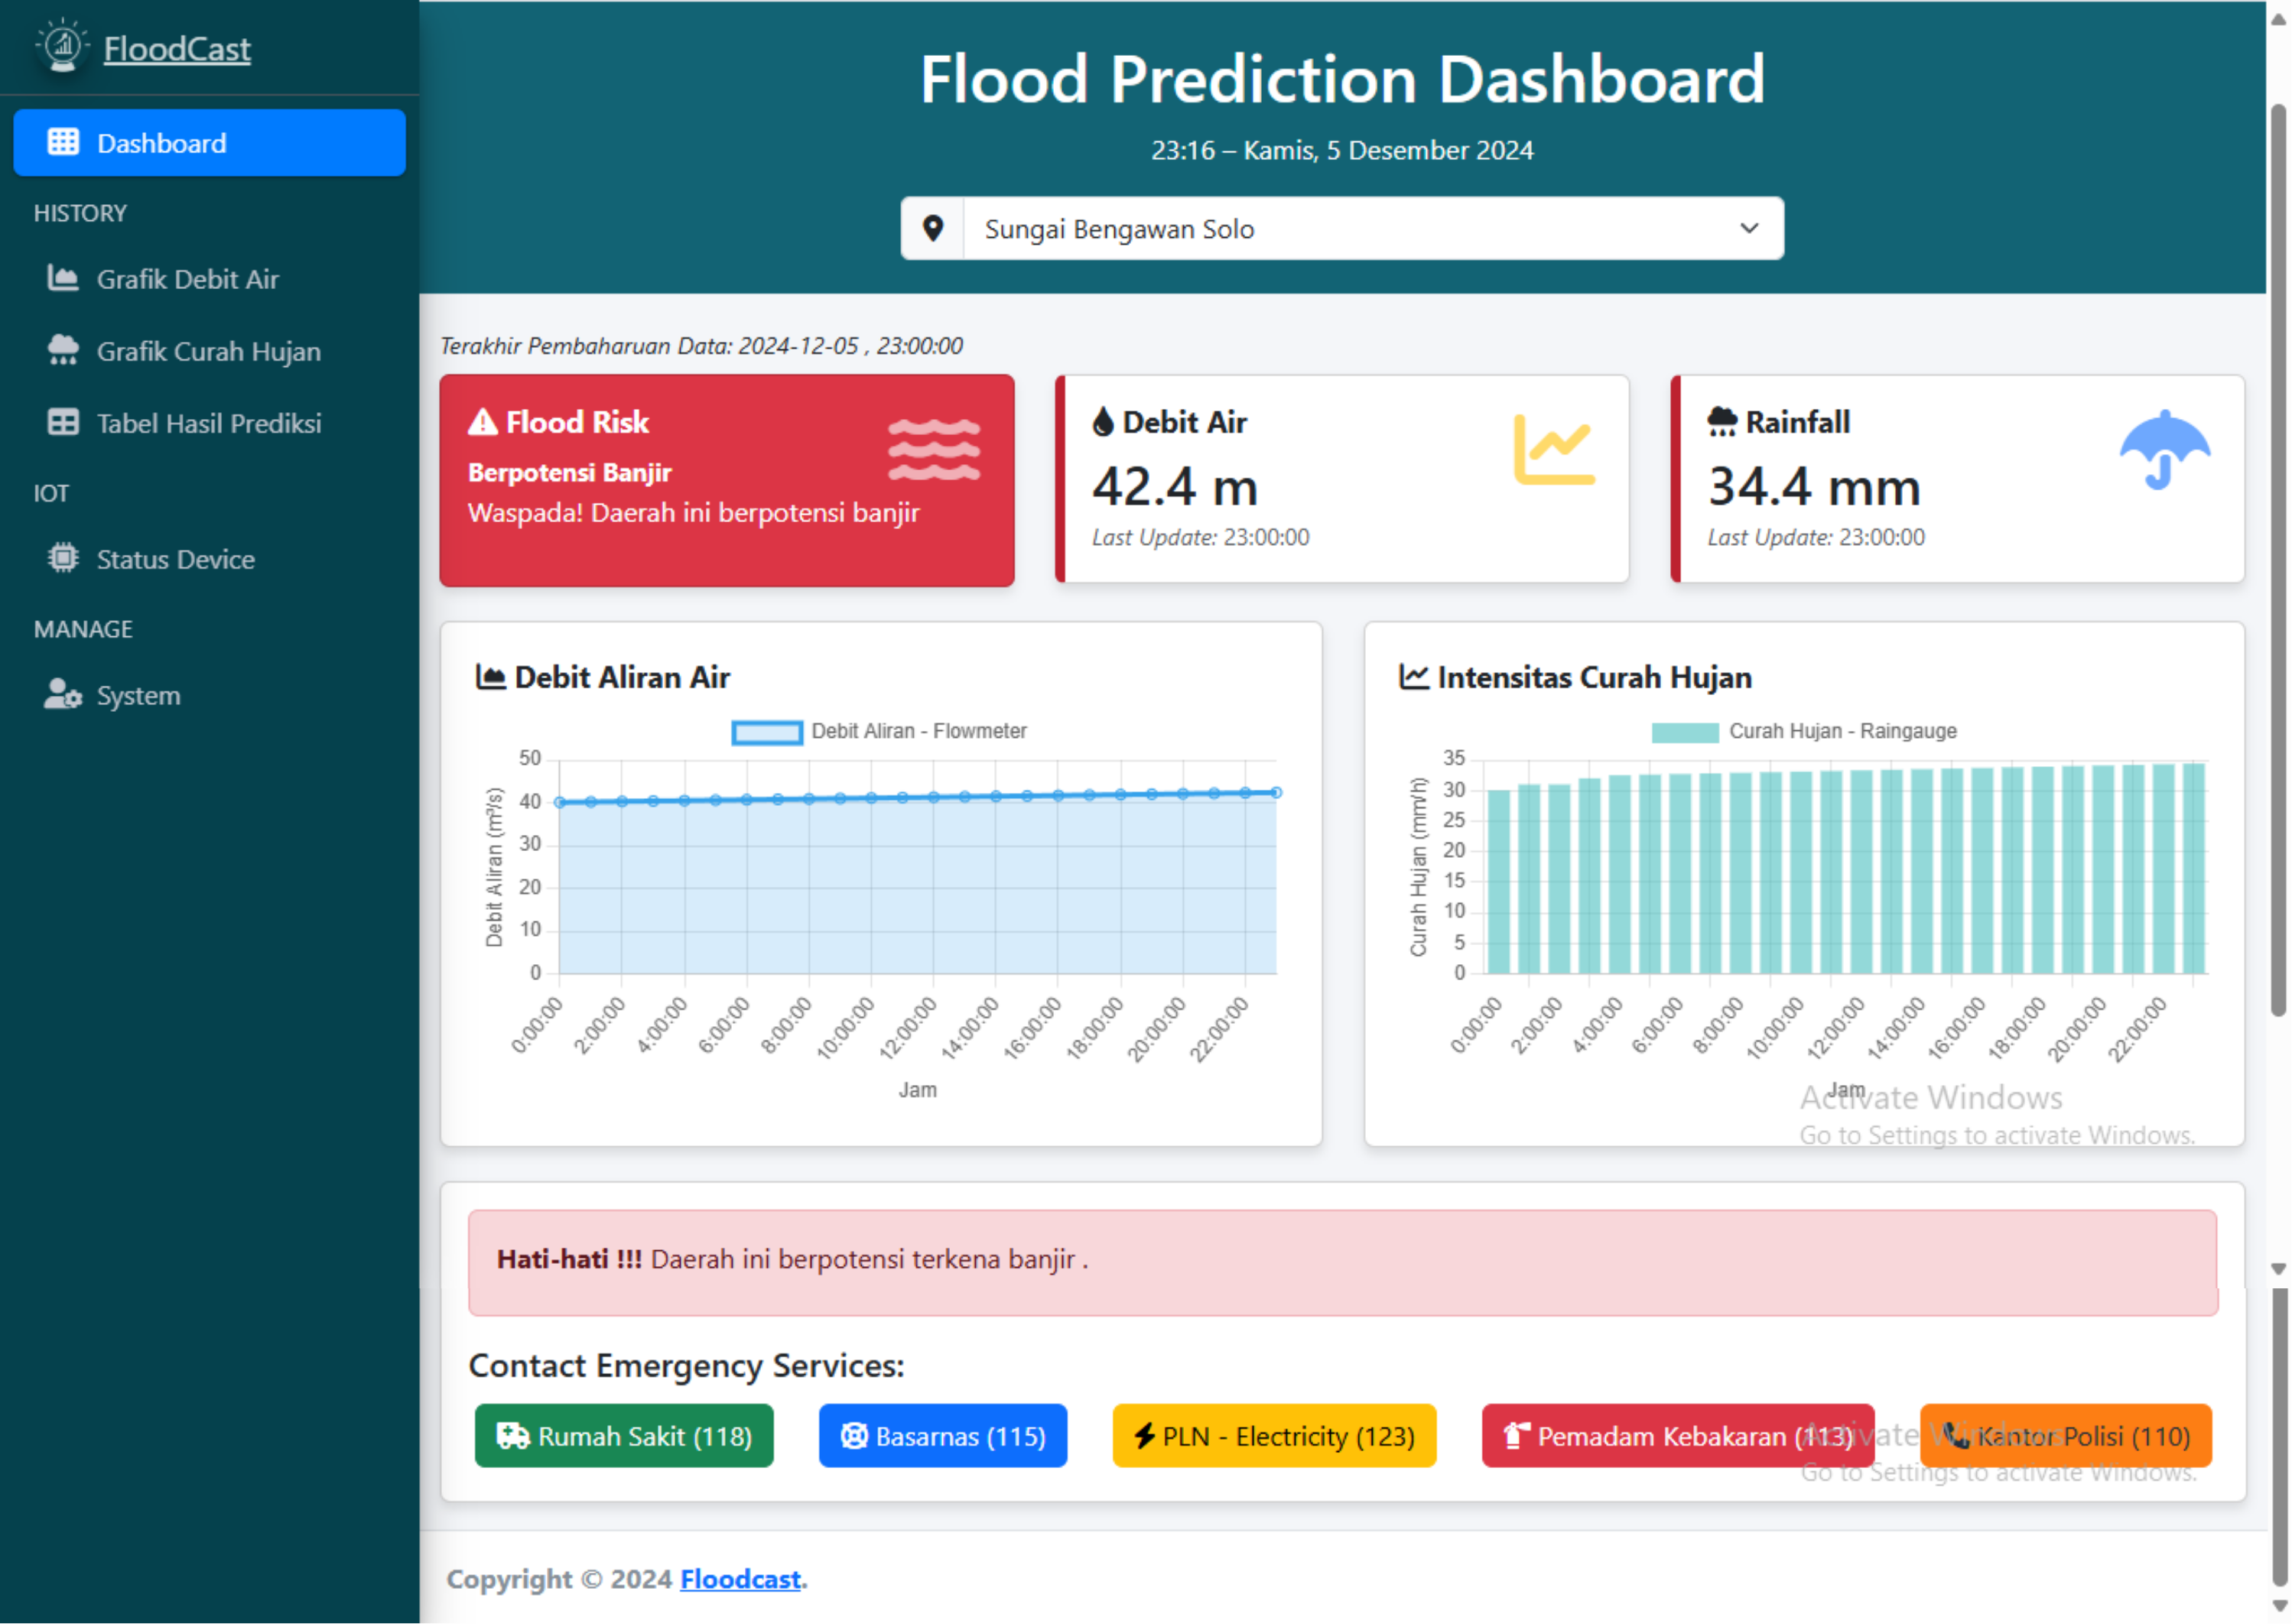 FloodCast
Dashboard
HISTORY
Grafik Debit Air
Grafik Curah Hujan
Tabel Hasil Prediksi
IOT
Status Device
MANAGE
System
Flood Prediction Dashboard
23:16 – Kamis, 5 Desember 2024
Sungai Bengawan Solo
Terakhir Pembaharuan Data: 2024-12-05 , 23:00:00
Flood Risk
Berpotensi Banjir
Waspada! Daerah ini berpotensi banjir
Debit Air
42.4 m
Last Update: 23:00:00
Rainfall
34.4 mm
Last Update: 23:00:00
Debit Aliran Air
Debit Aliran - Flowmeter
Debit Aliran (m³/s)
50
40
30
20
10
0
0:00:00 2:00:00 4:00:00 6:00:00 8:00:00 10:00:00 12:00:00 14:00:00 16:00:00 18:00:00 20:00:00 22:00:00
Jam
Intensitas Curah Hujan
Curah Hujan - Raingauge
Curah Hujan (mm/h)
35
30
25
20
15
10
5
0
0:00:00 2:00:00 4:00:00 6:00:00 8:00:00 10:00:00 12:00:00 14:00:00 16:00:00 18:00:00 20:00:00 22:00:00
Jam
Activate Windows
Go to Settings to activate Windows.
Hati-hati !!! Daerah ini berpotensi terkena banjir .
Contact Emergency Services:
Rumah Sakit (118)
Basarnas (115)
PLN - Electricity (123)
Pemadam Kebakaran (113)
Kantor Polisi (110)
Activate Windows
Go to Settings to activate Windows.
Copyright © 2024 Floodcast.